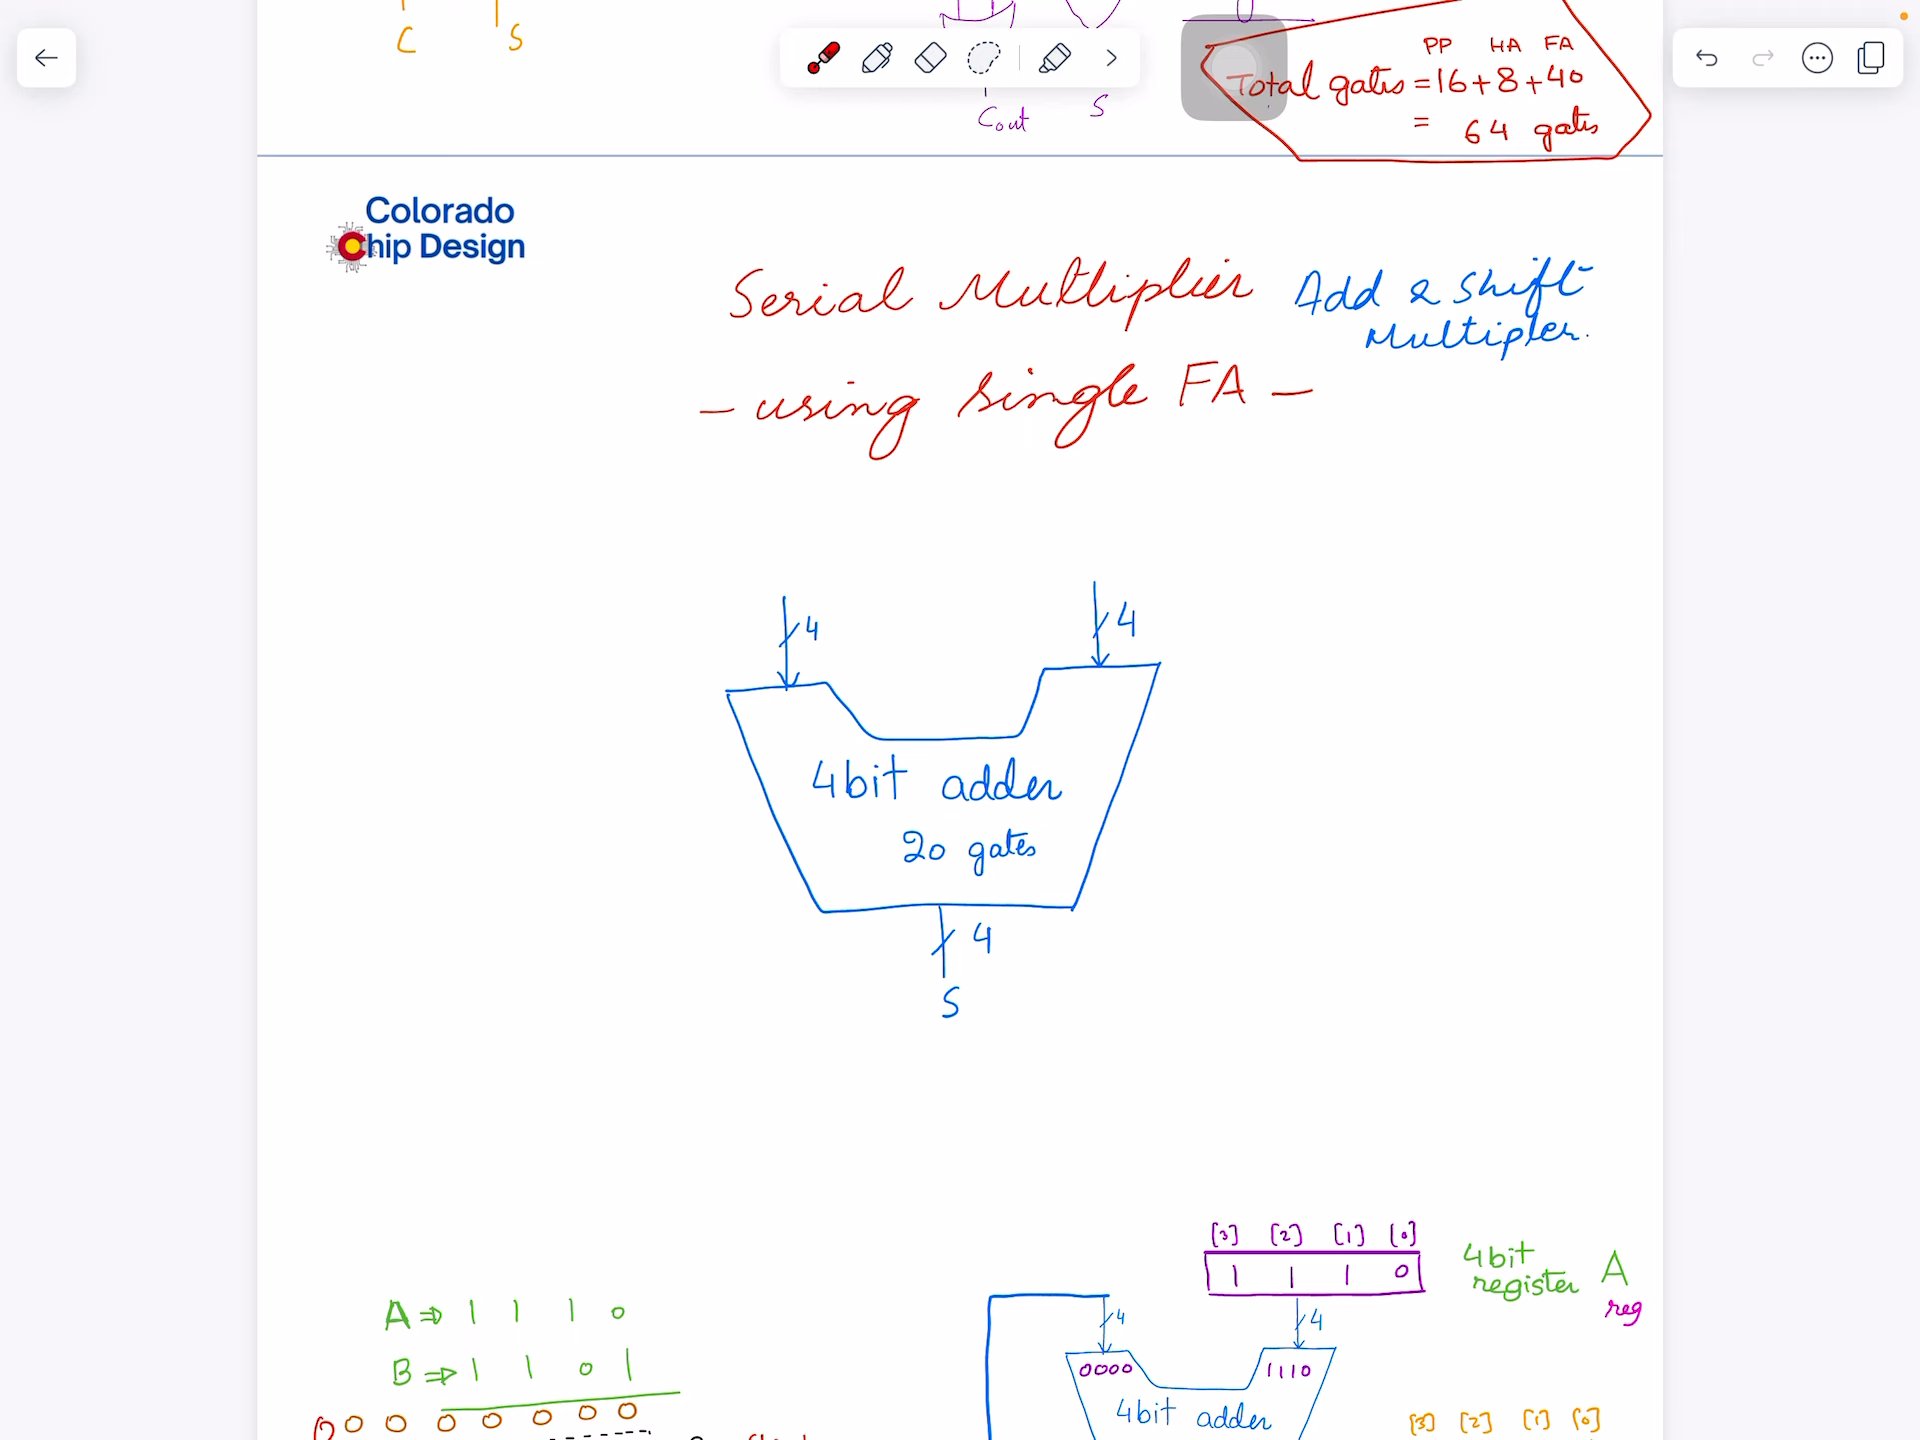 C S
Cout S
PP HA FA
Total gates = 16 + 8 + 40
= 64 gates
Colorado
Chip Design
Serial Multiplier
Add & Shift
Multipler.
- using single FA -
4 4
4bit adder
20 gates
4
S
[3] [2] [1] [0]
1 1 1 0
4bit
register A
reg
A ⇒ 1 1 1 0
B ⇒ 1 1 0 1
0 0 0 0 0 0 0 0
4 4
0000 1110
4bit adder
[3] [2] [1] [0]